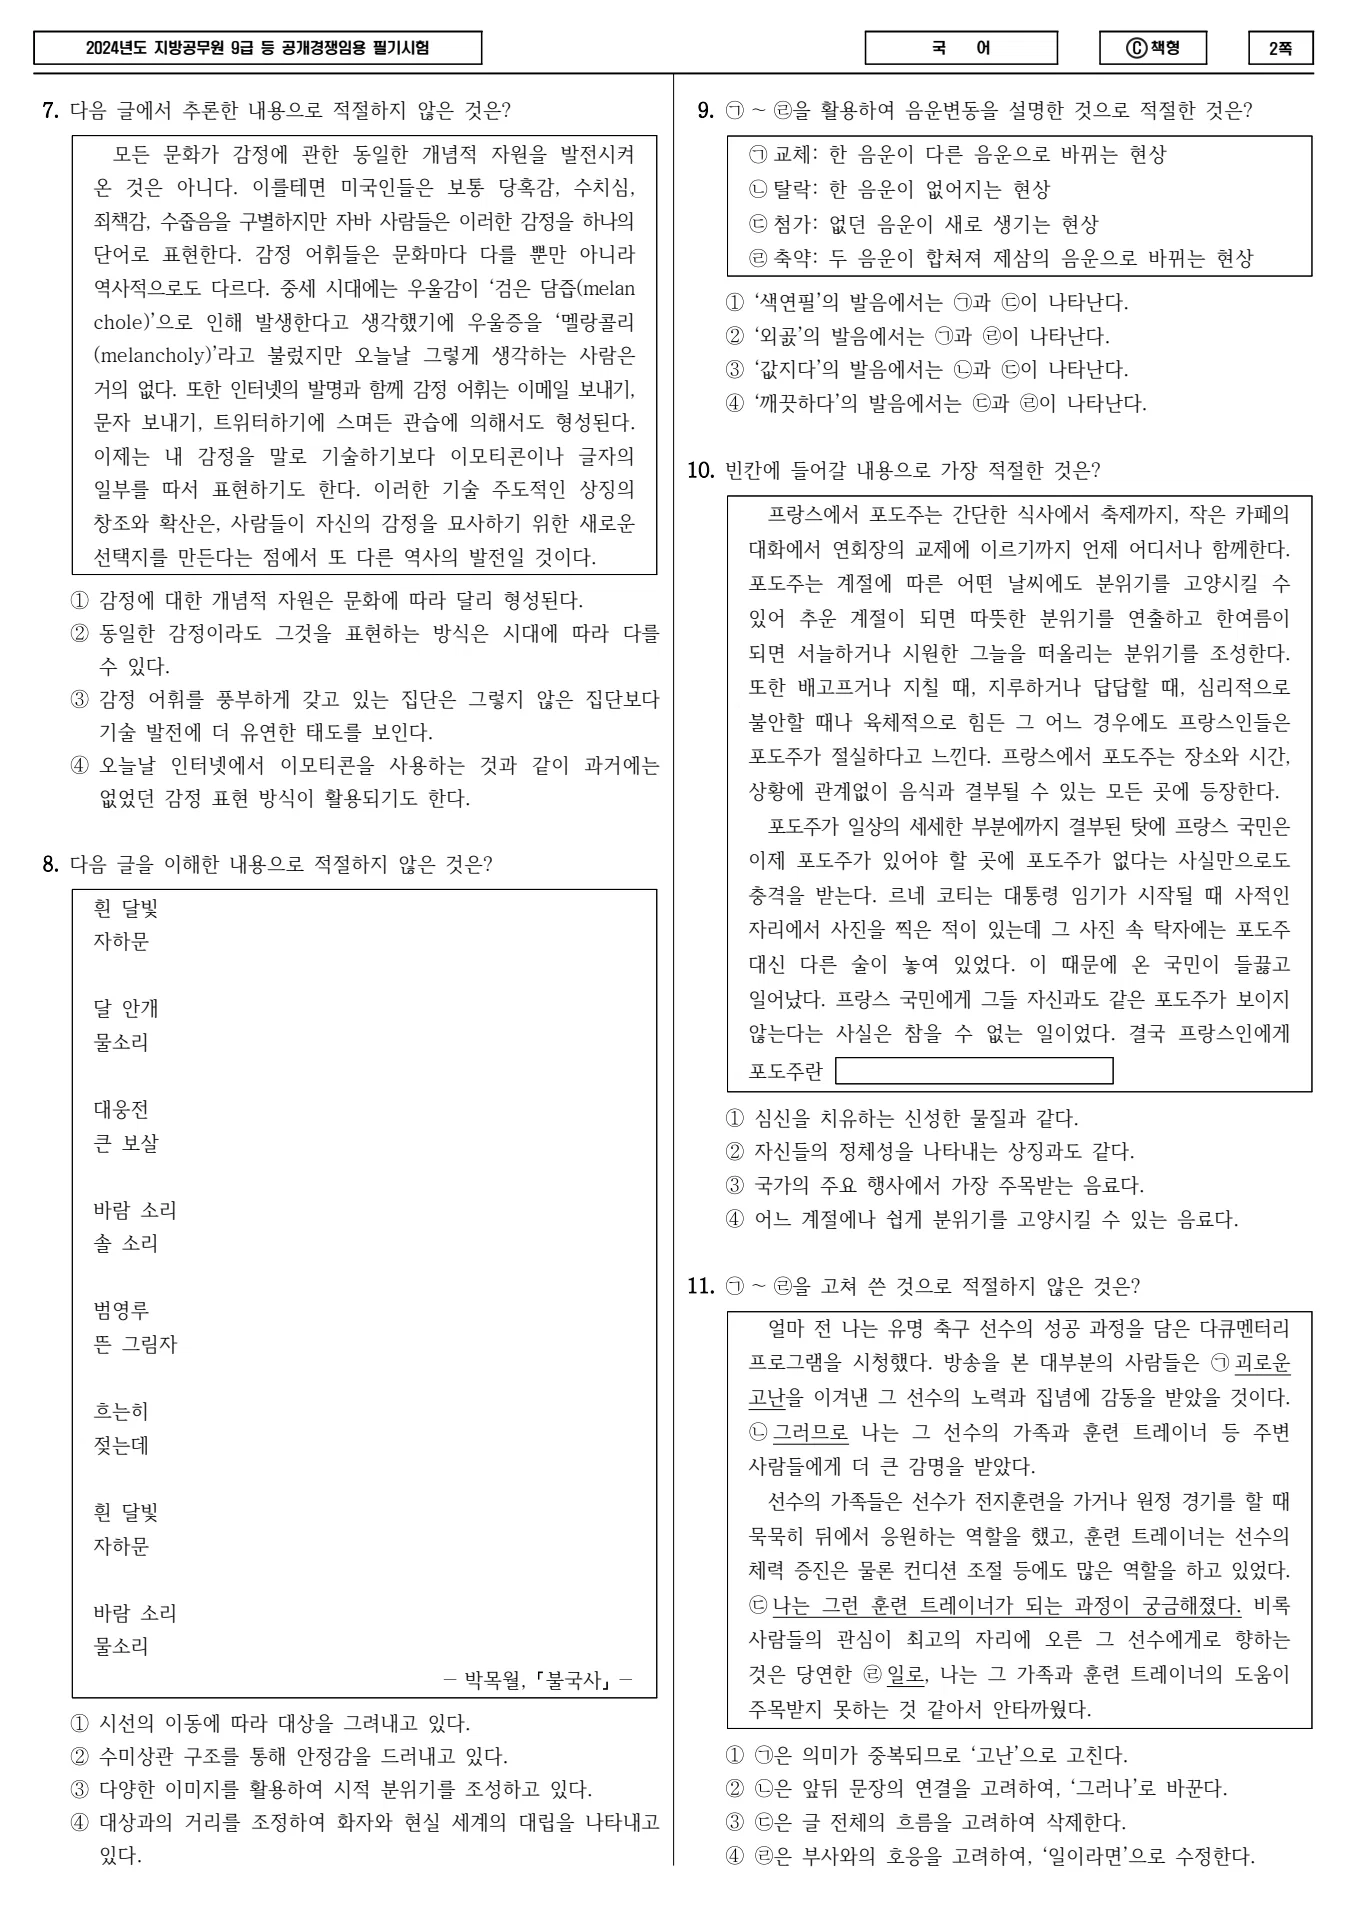 2024년도 지방공무원 9급 등 공개경쟁임용 필기시험
국 어
Ⓒ책형
2쪽
7. 다음 글에서 추론한 내용으로 적절하지 않은 것은?
모든 문화가 감정에 관한 동일한 개념적 자원을 발전시켜
온 것은 아니다. 이를테면 미국인들은 보통 당혹감, 수치심,
죄책감, 수줍음을 구별하지만 자바 사람들은 이러한 감정을 하나의
단어로 표현한다. 감정 어휘들은 문화마다 다를 뿐만 아니라
역사적으로도 다르다. 중세 시대에는 우울감이 ‘검은 담즙(melan
chole)’으로 인해 발생한다고 생각했기에 우울증을 ‘멜랑콜리
(melancholy)’라고 불렀지만 오늘날 그렇게 생각하는 사람은
거의 없다. 또한 인터넷의 발명과 함께 감정 어휘는 이메일 보내기,
문자 보내기, 트위터하기에 스며든 관습에 의해서도 형성된다.
이제는 내 감정을 말로 기술하기보다 이모티콘이나 글자의
일부를 따서 표현하기도 한다. 이러한 기술 주도적인 상징의
창조와 확산은, 사람들이 자신의 감정을 묘사하기 위한 새로운
선택지를 만든다는 점에서 또 다른 역사의 발전일 것이다.
① 감정에 대한 개념적 자원은 문화에 따라 달리 형성된다.
② 동일한 감정이라도 그것을 표현하는 방식은 시대에 따라 다를
수 있다.
③ 감정 어휘를 풍부하게 갖고 있는 집단은 그렇지 않은 집단보다
기술 발전에 더 유연한 태도를 보인다.
④ 오늘날 인터넷에서 이모티콘을 사용하는 것과 같이 과거에는
없었던 감정 표현 방식이 활용되기도 한다.
8. 다음 글을 이해한 내용으로 적절하지 않은 것은?
흰 달빛
자하문
달 안개
물소리
대웅전
큰 보살
바람 소리
솔 소리
범영루
뜬 그림자
흐는히
젖는데
흰 달빛
자하문
바람 소리
물소리
– 박목월, 「불국사」 –
① 시선의 이동에 따라 대상을 그려내고 있다.
② 수미상관 구조를 통해 안정감을 드러내고 있다.
③ 다양한 이미지를 활용하여 시적 분위기를 조성하고 있다.
④ 대상과의 거리를 조정하여 화자와 현실 세계의 대립을 나타내고
있다.
9. ㉠ ~ ㉣을 활용하여 음운변동을 설명한 것으로 적절한 것은?
㉠ 교체: 한 음운이 다른 음운으로 바뀌는 현상
㉡ 탈락: 한 음운이 없어지는 현상
㉢ 첨가: 없던 음운이 새로 생기는 현상
㉣ 축약: 두 음운이 합쳐져 제삼의 음운으로 바뀌는 현상
① ‘색연필’의 발음에서는 ㉠과 ㉢이 나타난다.
② ‘외곬’의 발음에서는 ㉠과 ㉣이 나타난다.
③ ‘값지다’의 발음에서는 ㉡과 ㉢이 나타난다.
④ ‘깨끗하다’의 발음에서는 ㉢과 ㉣이 나타난다.
10. 빈칸에 들어갈 내용으로 가장 적절한 것은?
프랑스에서 포도주는 간단한 식사에서 축제까지, 작은 카페의
대화에서 연회장의 교제에 이르기까지 언제 어디서나 함께한다.
포도주는 계절에 따른 어떤 날씨에도 분위기를 고양시킬 수
있어 추운 계절이 되면 따뜻한 분위기를 연출하고 한여름이
되면 서늘하거나 시원한 그늘을 떠올리는 분위기를 조성한다.
또한 배고프거나 지칠 때, 지루하거나 답답할 때, 심리적으로
불안할 때나 육체적으로 힘든 그 어느 경우에도 프랑스인들은
포도주가 절실하다고 느낀다. 프랑스에서 포도주는 장소와 시간,
상황에 관계없이 음식과 결부될 수 있는 모든 곳에 등장한다.
포도주가 일상의 세세한 부분에까지 결부된 탓에 프랑스 국민은
이제 포도주가 있어야 할 곳에 포도주가 없다는 사실만으로도
충격을 받는다. 르네 코티는 대통령 임기가 시작될 때 사적인
자리에서 사진을 찍은 적이 있는데 그 사진 속 탁자에는 포도주
대신 다른 술이 놓여 있었다. 이 때문에 온 국민이 들끓고
일어났다. 프랑스 국민에게 그들 자신과도 같은 포도주가 보이지
않는다는 사실은 참을 수 없는 일이었다. 결국 프랑스인에게
포도주란
① 심신을 치유하는 신성한 물질과 같다.
② 자신들의 정체성을 나타내는 상징과도 같다.
③ 국가의 주요 행사에서 가장 주목받는 음료다.
④ 어느 계절에나 쉽게 분위기를 고양시킬 수 있는 음료다.
11. ㉠ ~ ㉣을 고쳐 쓴 것으로 적절하지 않은 것은?
얼마 전 나는 유명 축구 선수의 성공 과정을 담은 다큐멘터리
프로그램을 시청했다. 방송을 본 대부분의 사람들은 ㉠ 괴로운
고난을 이겨낸 그 선수의 노력과 집념에 감동을 받았을 것이다.
㉡ 그러므로 나는 그 선수의 가족과 훈련 트레이너 등 주변
사람들에게 더 큰 감명을 받았다.
선수의 가족들은 선수가 전지훈련을 가거나 원정 경기를 할 때
묵묵히 뒤에서 응원하는 역할을 했고, 훈련 트레이너는 선수의
체력 증진은 물론 컨디션 조절 등에도 많은 역할을 하고 있었다.
㉢ 나는 그런 훈련 트레이너가 되는 과정이 궁금해졌다. 비록
사람들의 관심이 최고의 자리에 오른 그 선수에게로 향하는
것은 당연한 ㉣ 일로, 나는 그 가족과 훈련 트레이너의 도움이
주목받지 못하는 것 같아서 안타까웠다.
① ㉠은 의미가 중복되므로 ‘고난’으로 고친다.
② ㉡은 앞뒤 문장의 연결을 고려하여, ‘그러나’로 바꾼다.
③ ㉢은 글 전체의 흐름을 고려하여 삭제한다.
④ ㉣은 부사와의 호응을 고려하여, ‘일이라면’으로 수정한다.